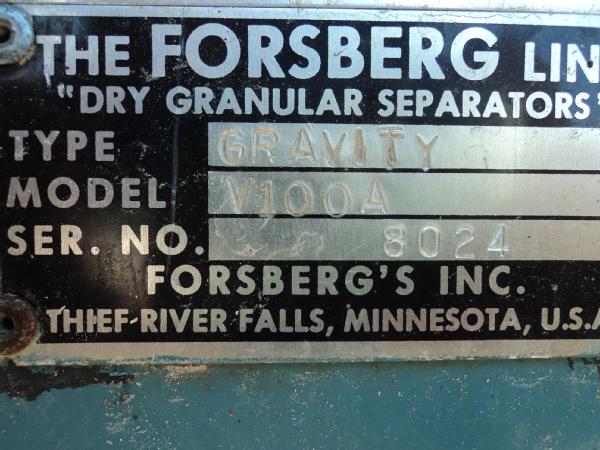 THE FORSBERG LIN
"DRY GRANULAR SEPARATORS"
TYPE GRAVITY
MODEL V100A
SER. NO. 8024
FORSBERG'S INC.
THIEF-RIVER FALLS, MINNESOTA, U.S.A